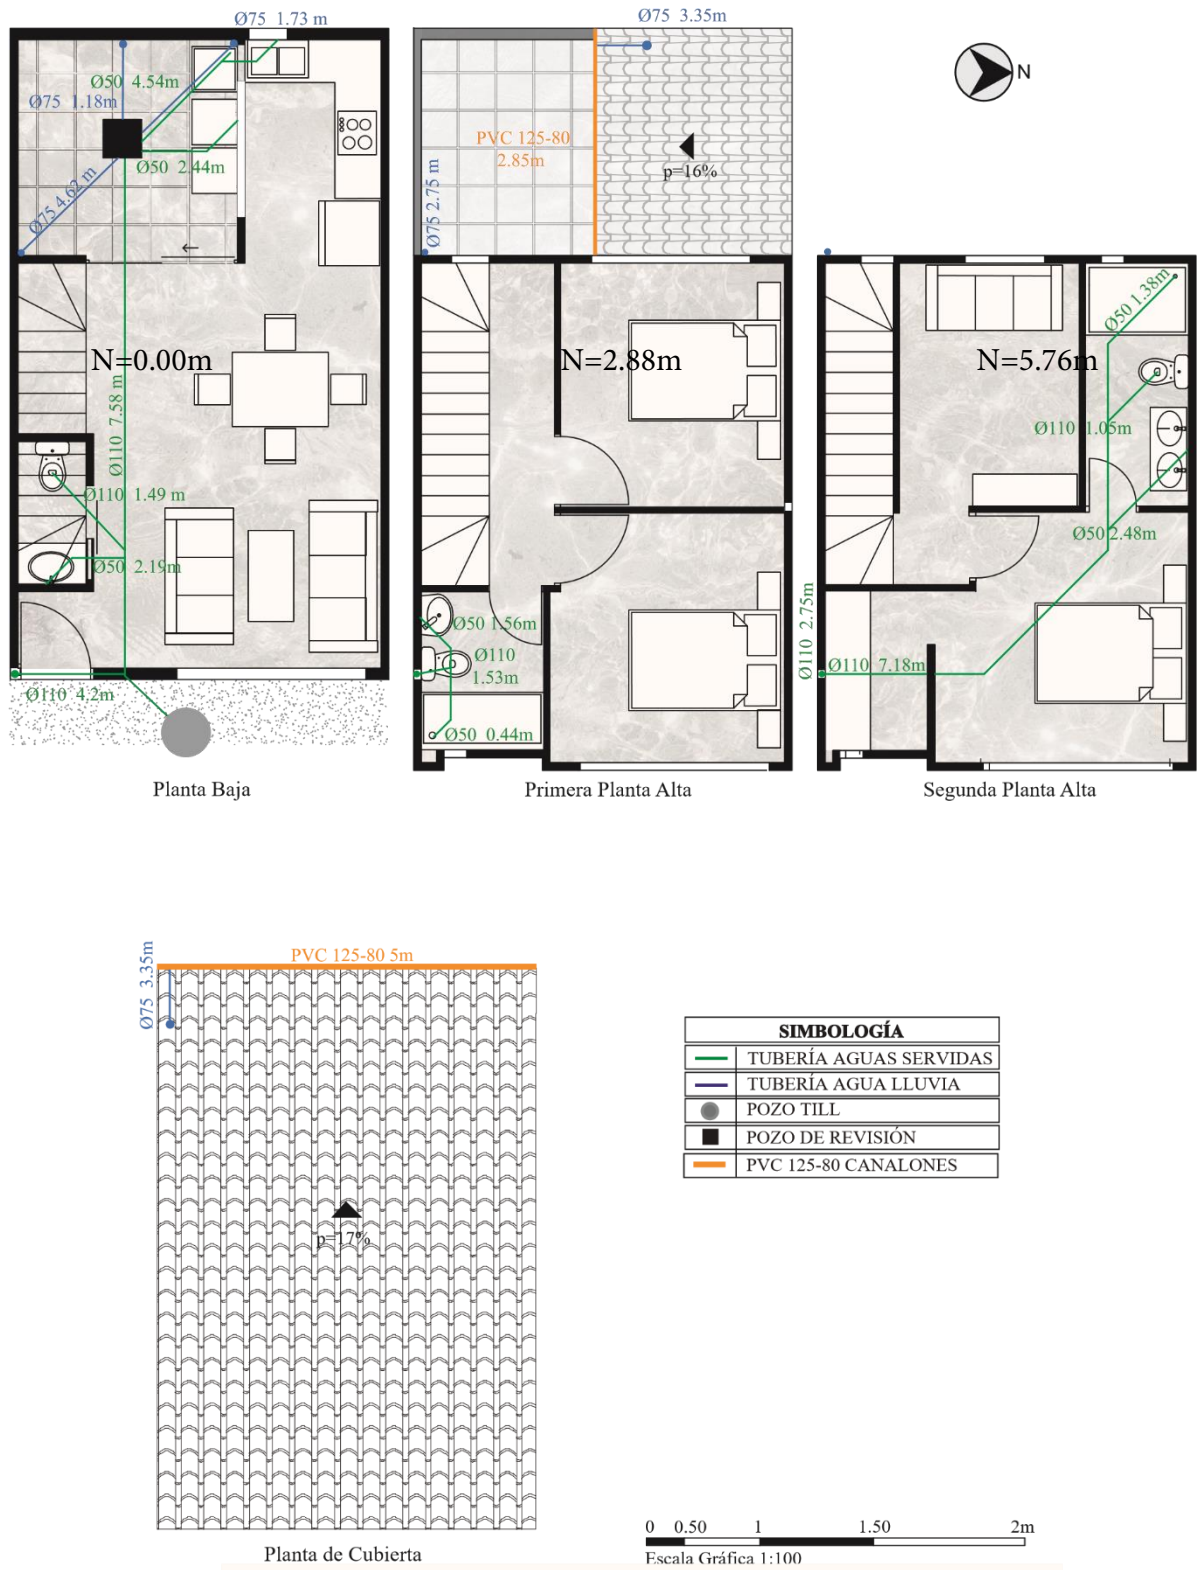 Ø75 1.73 m
Ø50 4.54m
Ø75 1.18m
Ø50 2.44m
Ø75 4.62 m
N=0.00m
Ø110 7.58 m
Ø110 1.49 m
Ø50 2.19m
Ø110 4.2m
Planta Baja
Ø75 3.35m
PVC 125-80
2.85m
p=16%
Ø75 2.75 m
N=2.88m
Ø50 1.56m
Ø110
1.53m
Ø50 0.44m
Primera Planta Alta
N
Ø50 1.38m
N=5.76m
Ø110 1.05m
Ø50 2.48m
Ø110 2.75m
Ø110 7.18m
Segunda Planta Alta
PVC 125-80 5m
Ø75 3.35m
p=17%
Planta de Cubierta
SIMBOLOGÍA
TUBERÍA AGUAS SERVIDAS
TUBERÍA AGUA LLUVIA
POZO TILL
POZO DE REVISIÓN
PVC 125-80 CANALONES
0 0.50 1 1.50 2m
Escala Gráfica 1:100